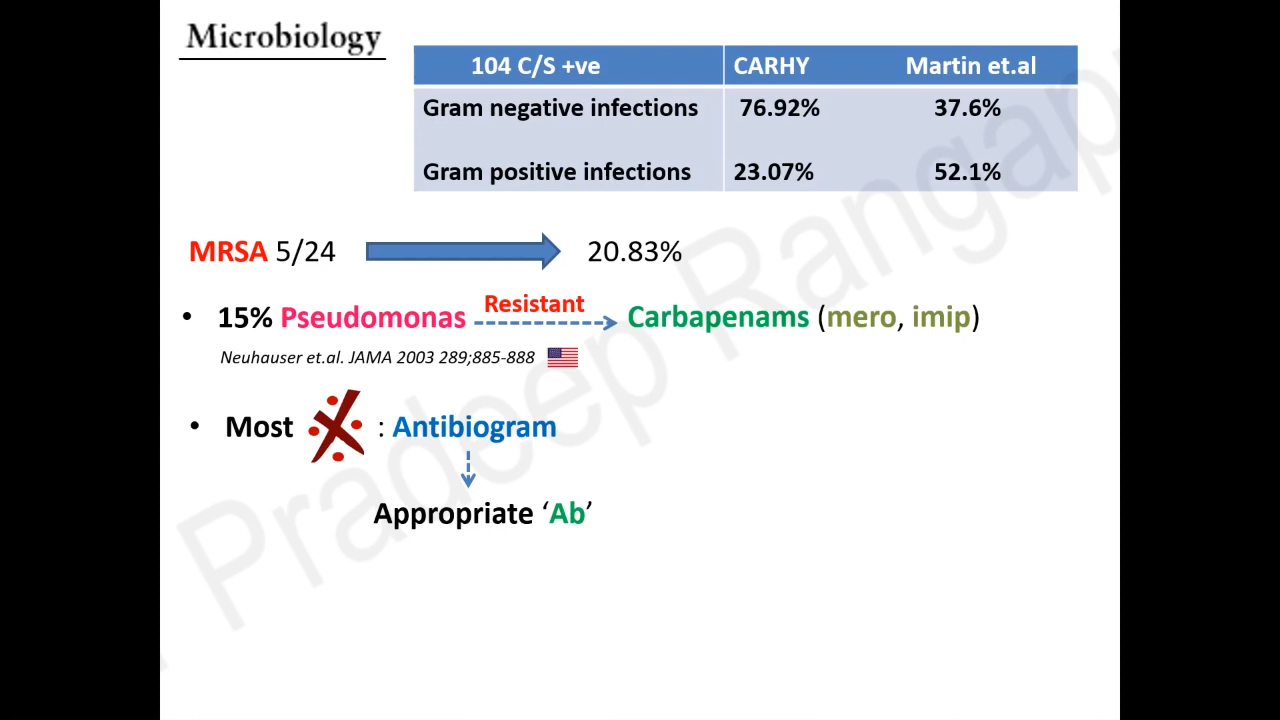 Microbiology
104 C/S +ve CARHY Martin et.al
Gram negative infections 76.92% 37.6%
Gram positive infections 23.07% 52.1%
MRSA 5/24 20.83%
Resistant
• 15% Pseudomonas Carbapenams (mero, imip)
Neuhauser et.al. JAMA 2003 289;885-888
• Most : Antibiogram
Appropriate ‘Ab’
Pradeep Rangap